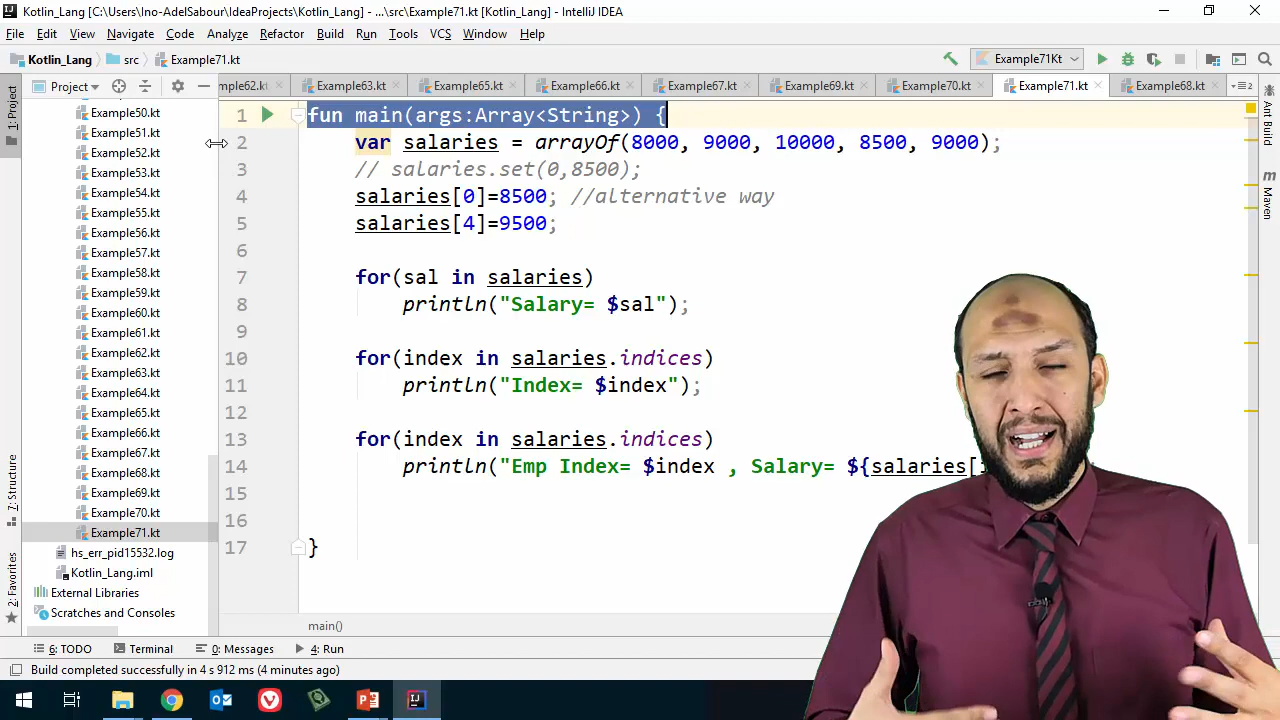 Kotlin_Lang [C:\Users\Ino-AdelSabour\IdeaProjects\Kotlin_Lang] - ...\src\Example71.kt [Kotlin_Lang] - IntelliJ IDEA
File Edit View Navigate Code Analyze Refactor Build Run Tools VCS Window Help
Kotlin_Lang src Example71.kt Example71Kt
Project mple62.kt Example63.kt Example65.kt Example66.kt Example67.kt Example69.kt Example70.kt Example71.kt Example68.kt
1: Project
7: Structure
2: Favorites
Example50.kt
Example51.kt
Example52.kt
Example53.kt
Example54.kt
Example55.kt
Example56.kt
Example57.kt
Example58.kt
Example59.kt
Example60.kt
Example61.kt
Example62.kt
Example63.kt
Example64.kt
Example65.kt
Example66.kt
Example67.kt
Example68.kt
Example69.kt
Example70.kt
Example71.kt
hs_err_pid15532.log
Kotlin_Lang.iml
External Libraries
Scratches and Consoles
1 fun main(args:Array<String>) {
2 var salaries = arrayOf(8000, 9000, 10000, 8500, 9000);
3 // salaries.set(0,8500);
4 salaries[0]=8500; //alternative way
5 salaries[4]=9500;
6
7 for(sal in salaries)
8 println("Salary= $sal");
9
10 for(index in salaries.indices)
11 println("Index= $index");
12
13 for(index in salaries.indices)
14 println("Emp Index= $index , Salary= ${salaries[
15
16
17 }
main()
Ant Build
m Maven
6: TODO Terminal 0: Messages 4: Run
Build completed successfully in 4 s 912 ms (4 minutes ago)